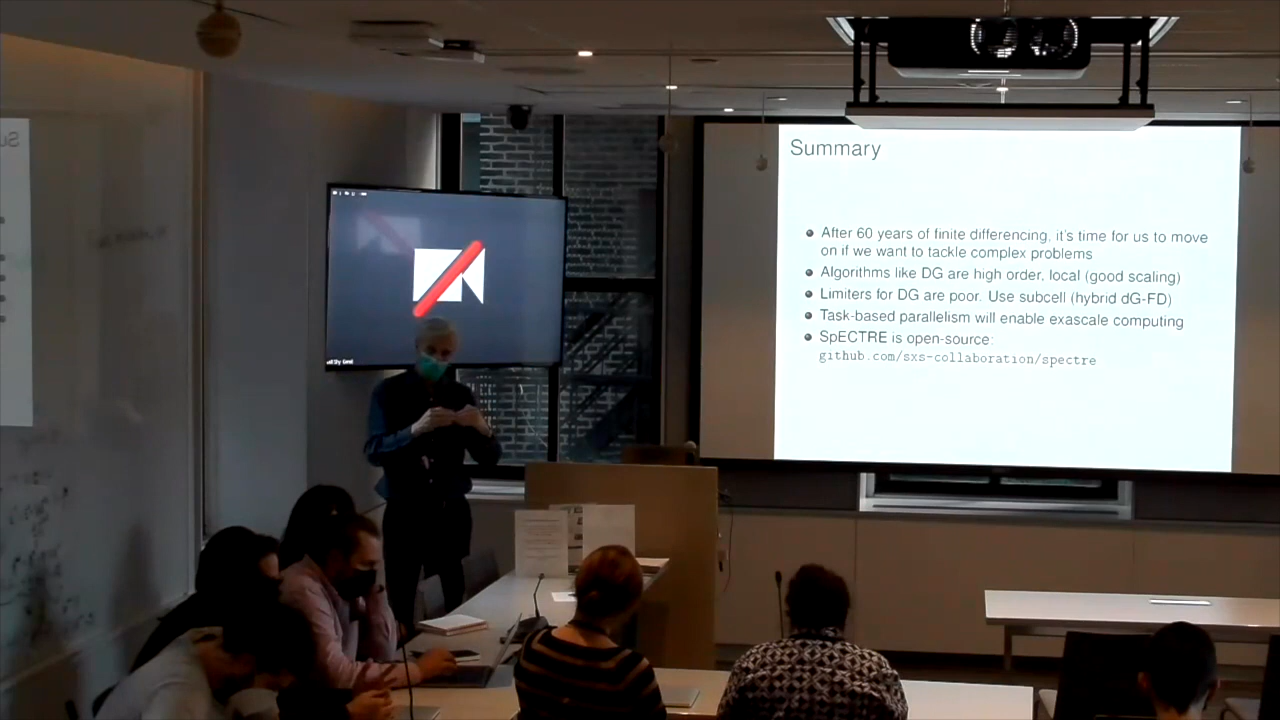 Summary
After 60 years of finite differencing, it's time for us to move
on if we want to tackle complex problems
Algorithms like DG are high order, local (good scaling)
Limiters for DG are poor. Use subcell (hybrid dG-FD)
Task-based parallelism will enable exascale computing
SpECTRE is open-source:
github.com/sxs-collaboration/spectre